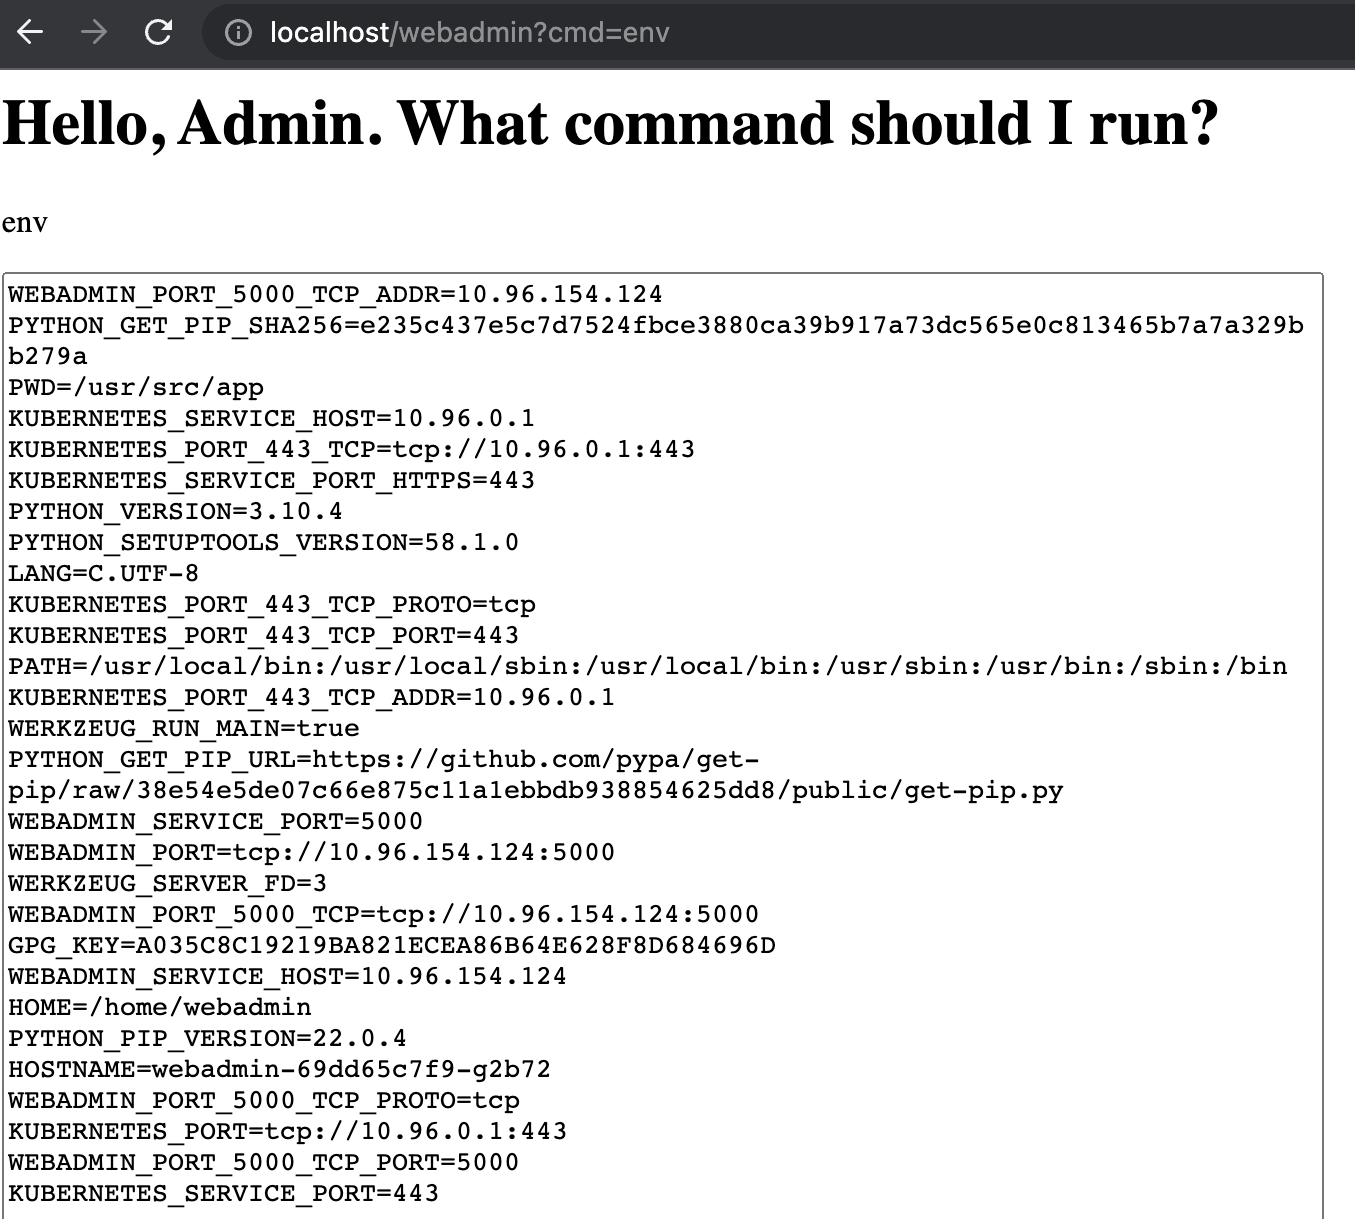 localhost/webadmin?cmd=env
Hello, Admin. What command should I run?
env
WEBADMIN_PORT_5000_TCP_ADDR=10.96.154.124
PYTHON_GET_PIP_SHA256=e235c437e5c7d7524fbce3880ca39b917a73dc565e0c813465b7a7a329b
b279a
PWD=/usr/src/app
KUBERNETES_SERVICE_HOST=10.96.0.1
KUBERNETES_PORT_443_TCP=tcp://10.96.0.1:443
KUBERNETES_SERVICE_PORT_HTTPS=443
PYTHON_VERSION=3.10.4
PYTHON_SETUPTOOLS_VERSION=58.1.0
LANG=C.UTF-8
KUBERNETES_PORT_443_TCP_PROTO=tcp
KUBERNETES_PORT_443_TCP_PORT=443
PATH=/usr/local/bin:/usr/local/sbin:/usr/local/bin:/usr/sbin:/usr/bin:/sbin:/bin
KUBERNETES_PORT_443_TCP_ADDR=10.96.0.1
WERKZEUG_RUN_MAIN=true
PYTHON_GET_PIP_URL=https://github.com/pypa/get-
pip/raw/38e54e5de07c66e875c11a1ebbdb938854625dd8/public/get-pip.py
WEBADMIN_SERVICE_PORT=5000
WEBADMIN_PORT=tcp://10.96.154.124:5000
WERKZEUG_SERVER_FD=3
WEBADMIN_PORT_5000_TCP=tcp://10.96.154.124:5000
GPG_KEY=A035C8C19219BA821ECEA86B64E628F8D684696D
WEBADMIN_SERVICE_HOST=10.96.154.124
HOME=/home/webadmin
PYTHON_PIP_VERSION=22.0.4
HOSTNAME=webadmin-69dd65c7f9-g2b72
WEBADMIN_PORT_5000_TCP_PROTO=tcp
KUBERNETES_PORT=tcp://10.96.0.1:443
WEBADMIN_PORT_5000_TCP_PORT=5000
KUBERNETES_SERVICE_PORT=443